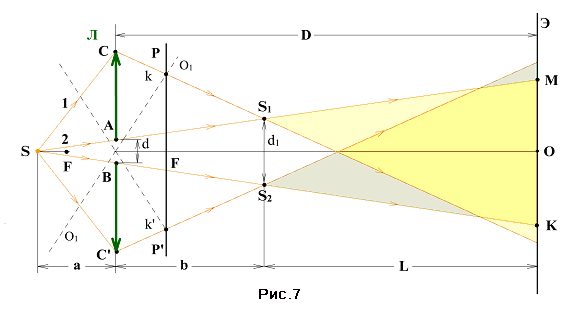 Л
D
Э
C
P
O₁
k
M
1
S₁
A
2
d
d₁
S
O
F
B
F
S₂
K
k'
O₁
P'
C'
a
b
L
Рис.7